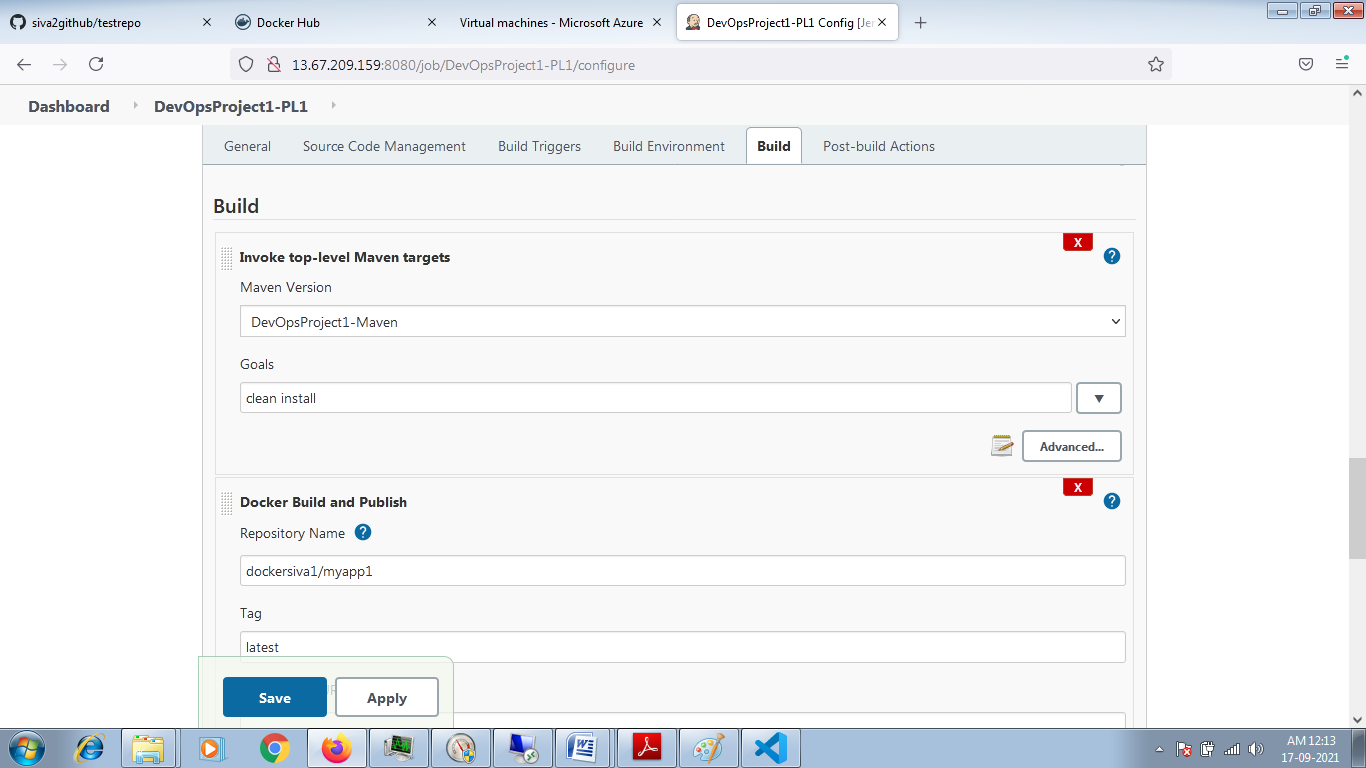 siva2github/testrepo
Docker Hub
Virtual machines - Microsoft Azure
DevOpsProject1-PL1 Config [Jen
13.67.209.159:8080/job/DevOpsProject1-PL1/configure
Dashboard
DevOpsProject1-PL1
General
Source Code Management
Build Triggers
Build Environment
Build
Post-build Actions
Build
X
Invoke top-level Maven targets
?
Maven Version
DevOpsProject1-Maven
Goals
clean install
Advanced...
X
Docker Build and Publish
?
Repository Name ?
dockersiva1/myapp1
Tag
latest
Save
Apply
AM 12:13
17-09-2021